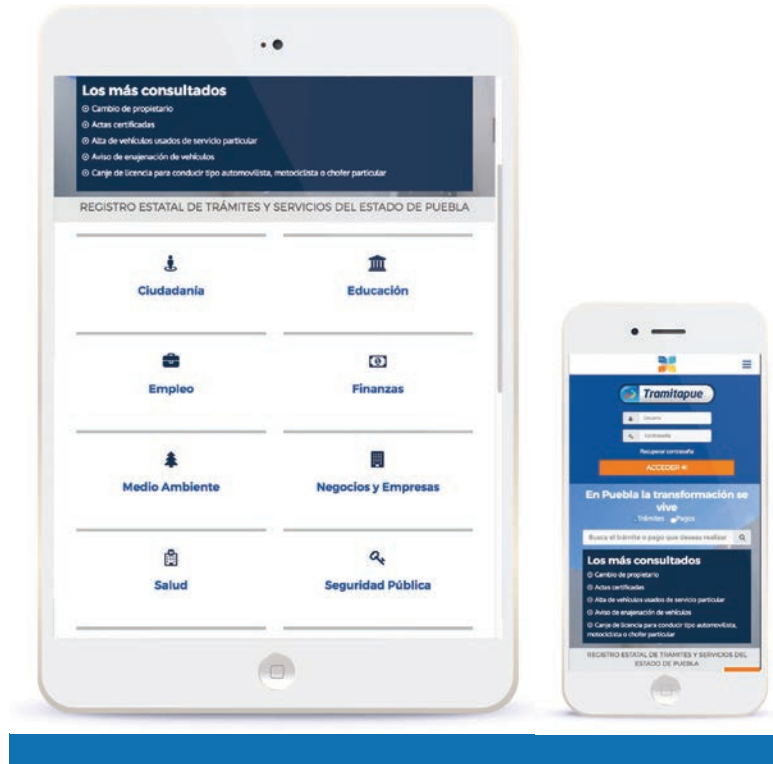 Los más consultados
Cambio de propietario
Actas certificadas
Alta de vehículos usados de servicio particular
Aviso de enajenación de vehículos
Canje de licencia para conducir tipo automovilista, motociclista o chofer particular
REGISTRO ESTATAL DE TRÁMITES Y SERVICIOS DEL ESTADO DE PUEBLA
Ciudadanía
Educación
Empleo
Finanzas
Medio Ambiente
Negocios y Empresas
Salud
Seguridad Pública
Tramitapue
Usuario
Contraseña
Recuperar contraseña
ACCEDER
En Puebla la transformación se
vive
Trámites Pagos
Busca el trámite o pago que deseas realizar
Los más consultados
Cambio de propietario
Actas certificadas
Alta de vehículos usados de servicio particular
Aviso de enajenación de vehículos
Canje de licencia para conducir tipo automovilista,
motociclista o chofer particular
REGISTRO ESTATAL DE TRÁMITES Y SERVICIOS DEL
ESTADO DE PUEBLA